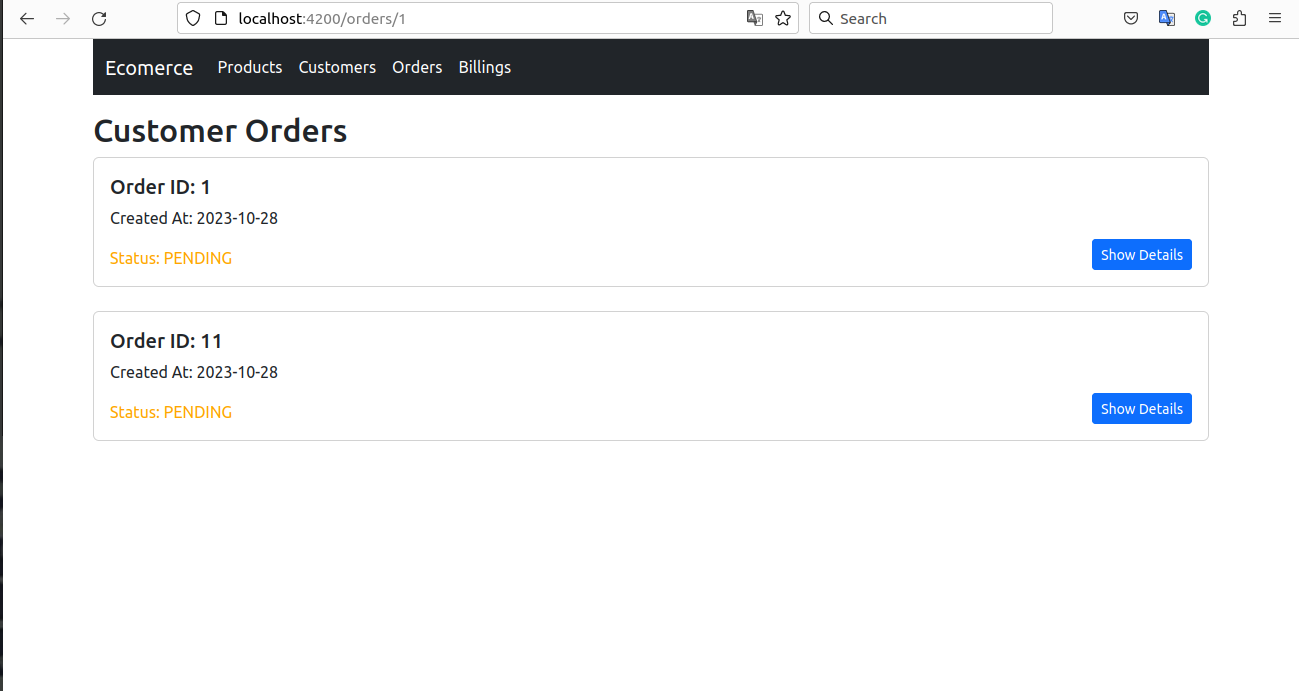 localhost:4200/orders/1
Search
Ecomerce Products Customers Orders Billings
Customer Orders
Order ID: 1
Created At: 2023-10-28
Status: PENDING
Show Details
Order ID: 11
Created At: 2023-10-28
Status: PENDING
Show Details